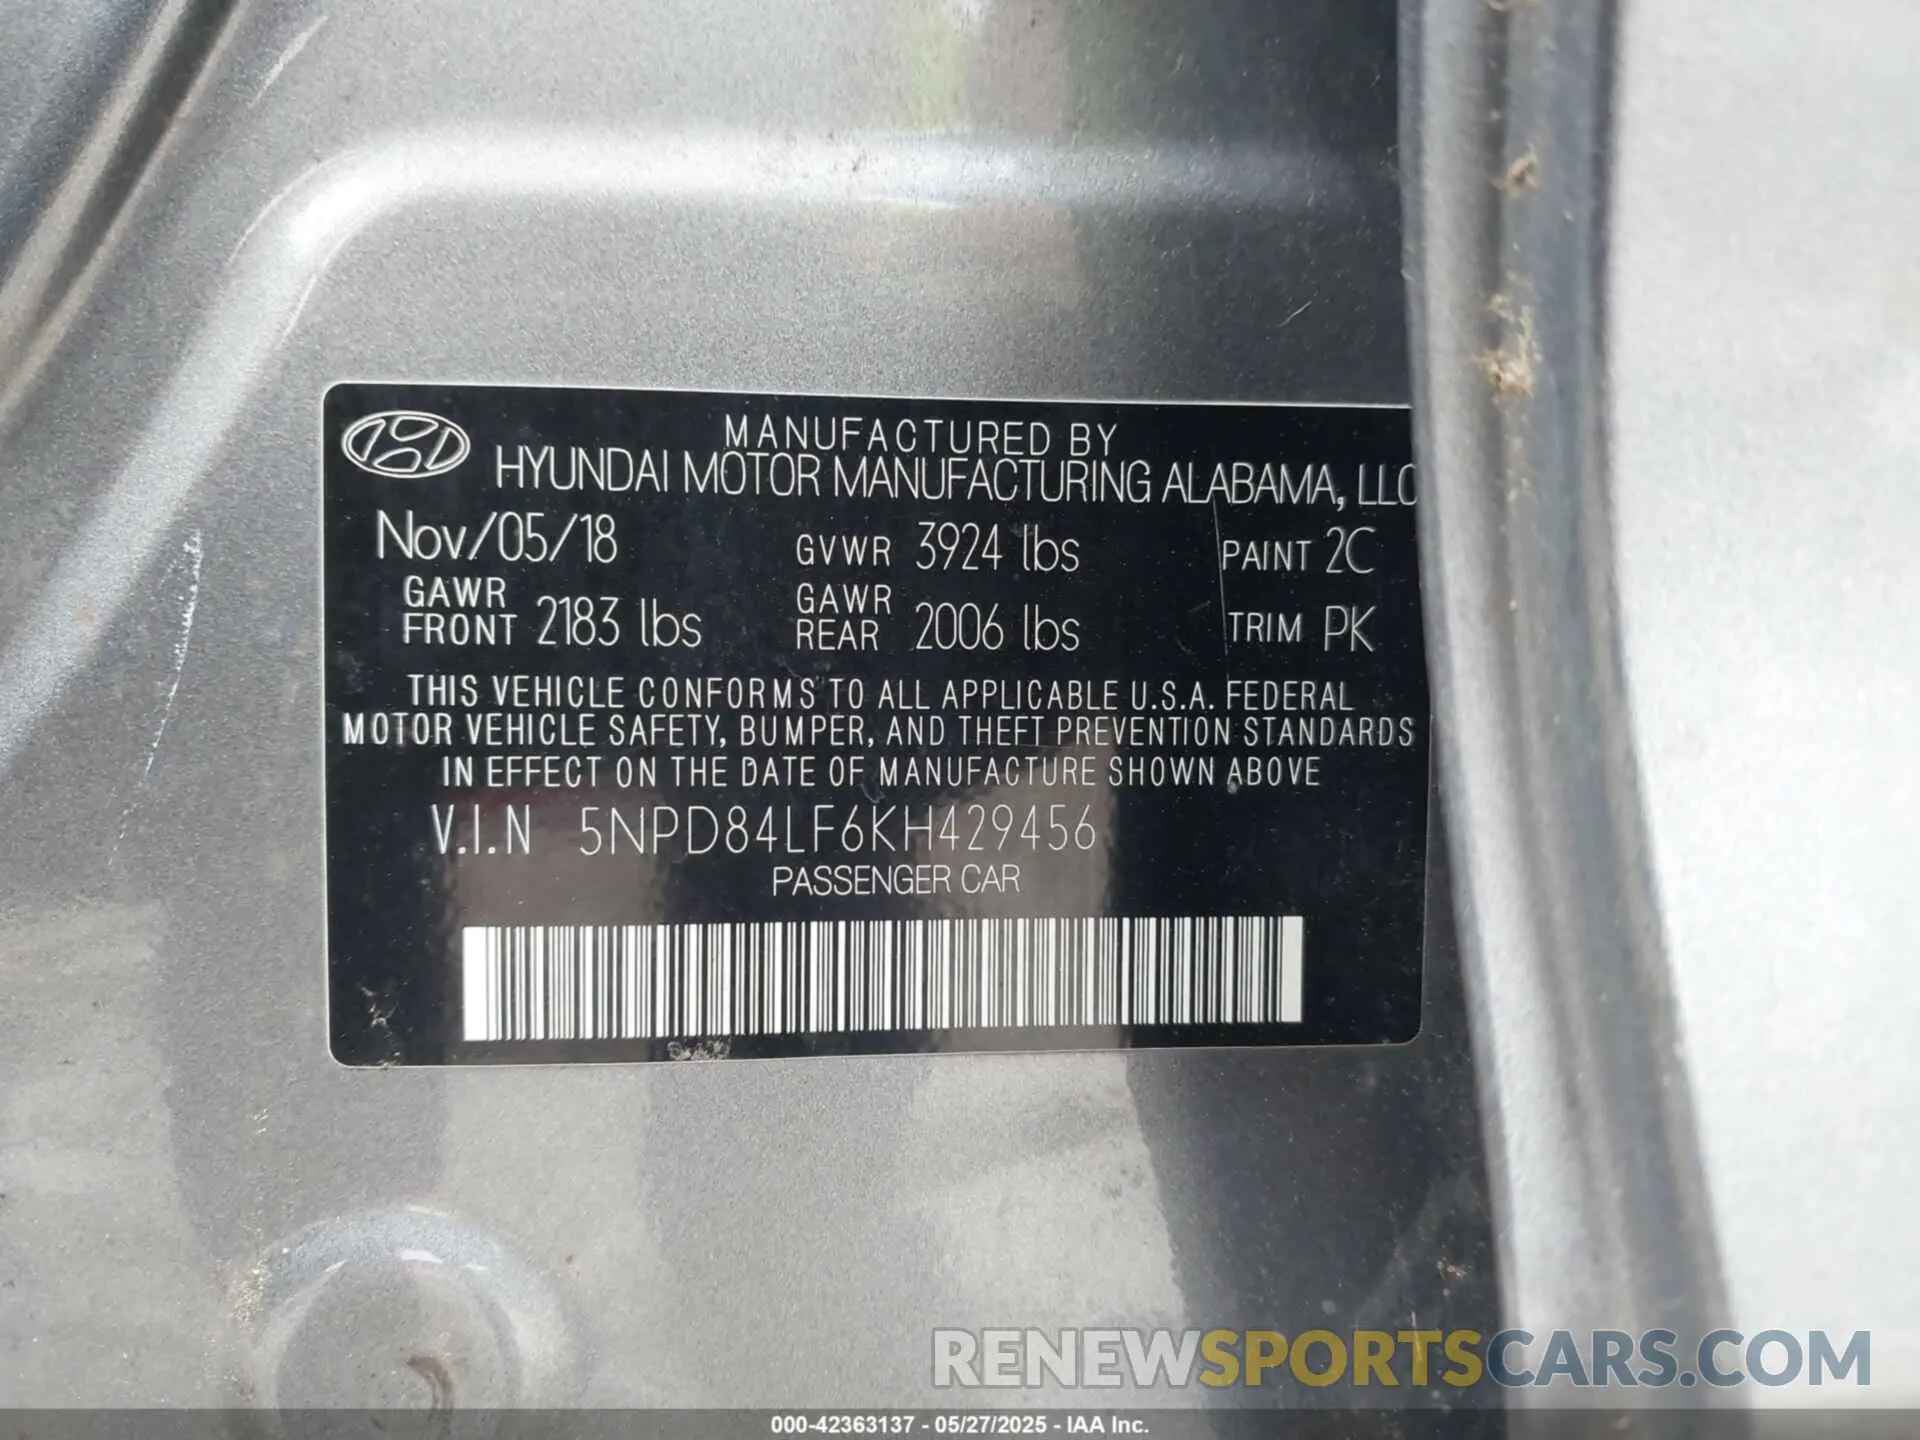 MANUFACTURED BY
HYUNDAI MOTOR MANUFACTURING ALABAMA, LLC
Nov/05/18 GVWR 3924 lbs PAINT 2C
GAWR FRONT 2183 lbs GAWR REAR 2006 lbs TRIM PK
THIS VEHICLE CONFORMS TO ALL APPLICABLE U.S.A. FEDERAL
MOTOR VEHICLE SAFETY, BUMPER, AND THEFT PREVENTION STANDARDS
IN EFFECT ON THE DATE OF MANUFACTURE SHOWN ABOVE
V.I.N 5NPD84LF6KH429456
PASSENGER CAR
RENEWSPORTSCARS.COM
000-42363137 - 05/27/2025 - IAA Inc.